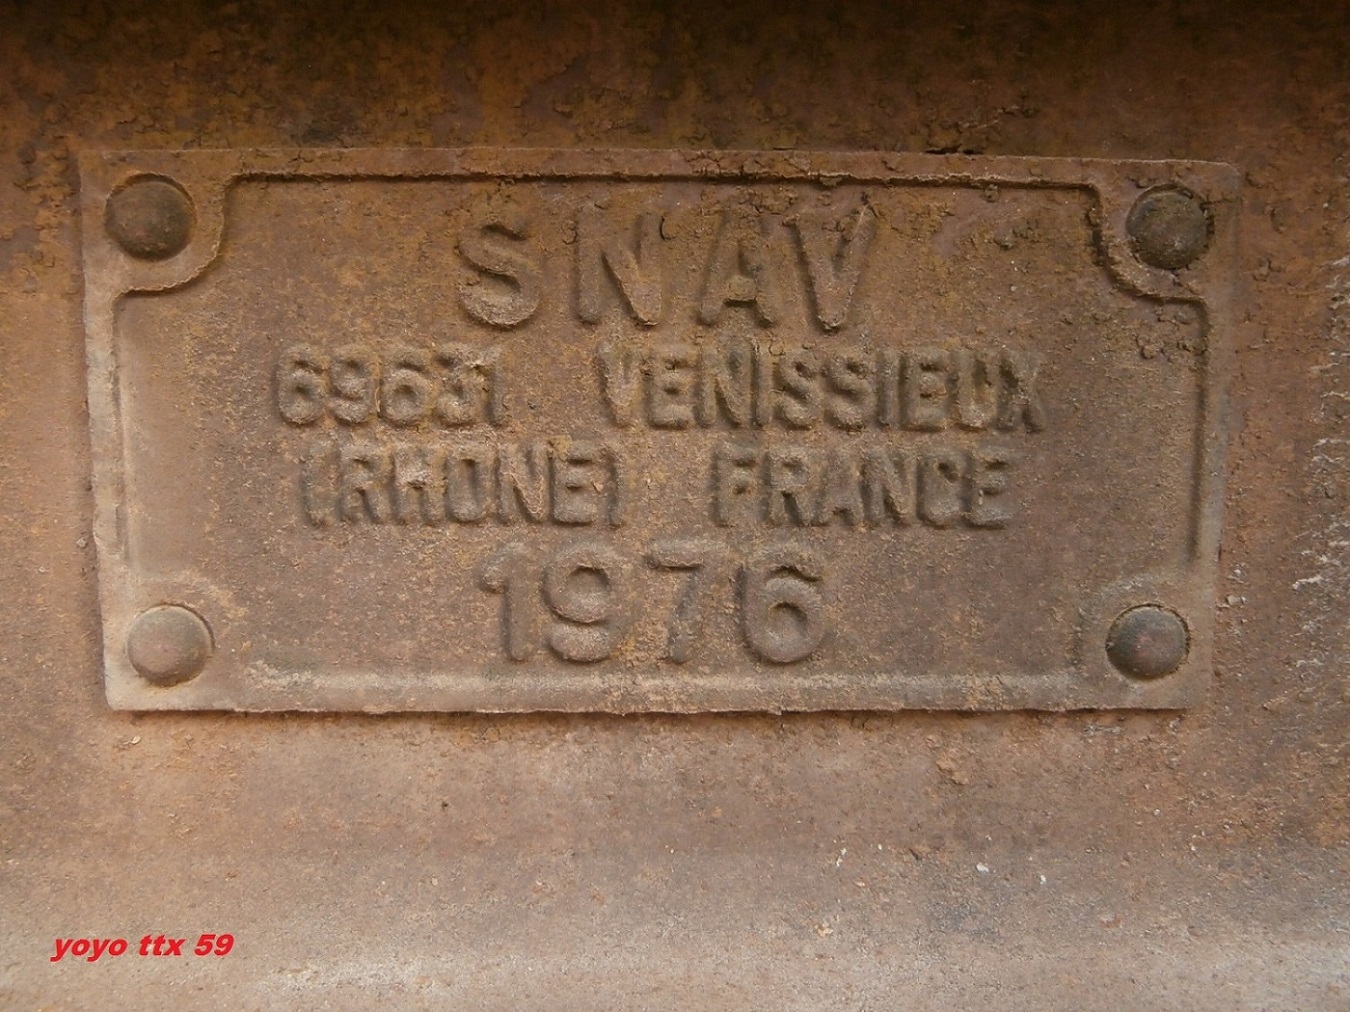 SNAV
69631 VENISSIEUX
(RHONE) FRANCE
1976
yoyo ttx 59